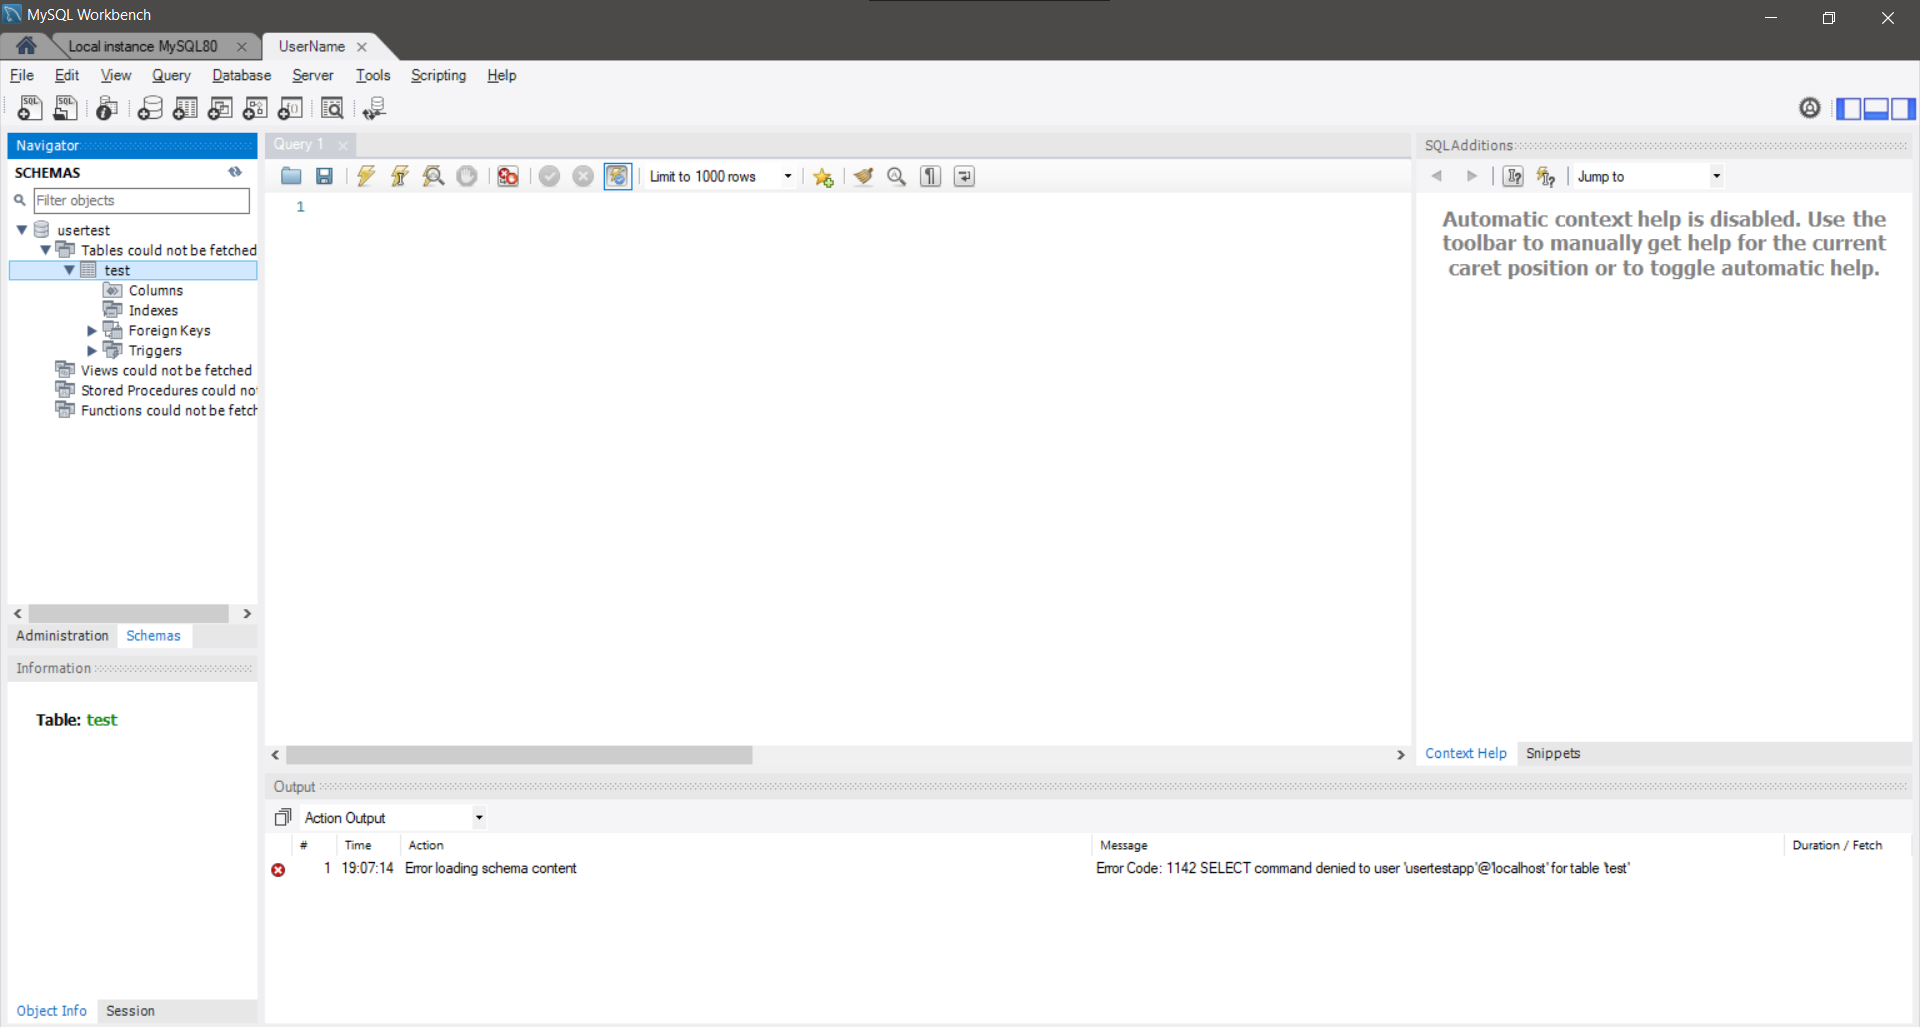 MySQL Workbench
Local instance MySQL80
UserName
File Edit View Query Database Server Tools Scripting Help
Navigator
SCHEMAS
Filter objects
usertest
Tables could not be fetched
test
Columns
Indexes
Foreign Keys
Triggers
Views could not be fetched
Stored Procedures could no
Functions could not be fetch
Administration Schemas
Information
Table: test
Object Info Session
Query 1
Limit to 1000 rows
1
SQLAdditions
Jump to
Automatic context help is disabled. Use the
toolbar to manually get help for the current
caret position or to toggle automatic help.
Context Help Snippets
Output
Action Output
# Time Action Message Duration / Fetch
1 19:07:14 Error loading schema content Error Code: 1142 SELECT command denied to user 'usertestapp'@'localhost' for table 'test'